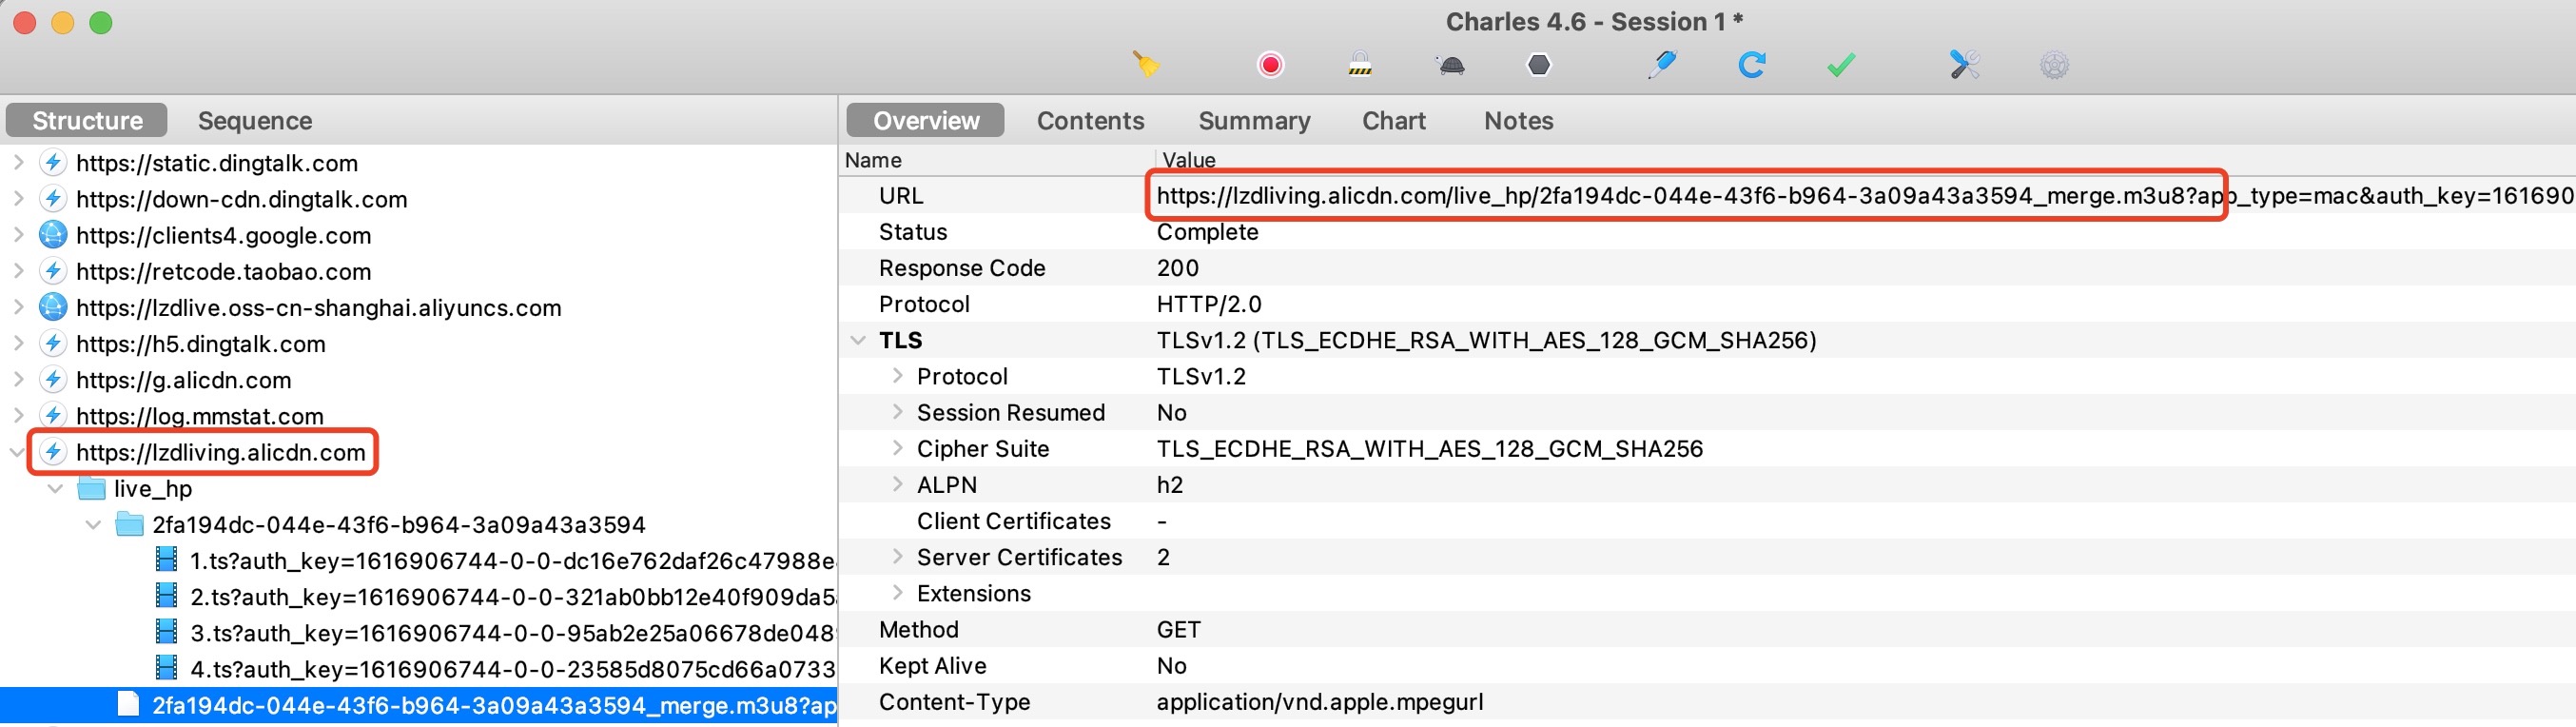 Charles 4.6 - Session 1 *
Structure Sequence
https://static.dingtalk.com
https://down-cdn.dingtalk.com
https://clients4.google.com
https://retcode.taobao.com
https://lzdlive.oss-cn-shanghai.aliyuncs.com
https://h5.dingtalk.com
https://g.alicdn.com
https://log.mmstat.com
https://lzdliving.alicdn.com
live_hp
2fa194dc-044e-43f6-b964-3a09a43a3594
1.ts?auth_key=1616906744-0-0-dc16e762daf26c47988e
2.ts?auth_key=1616906744-0-0-321ab0bb12e40f909da5
3.ts?auth_key=1616906744-0-0-95ab2e25a06678de048
4.ts?auth_key=1616906744-0-0-23585d8075cd66a0733
2fa194dc-044e-43f6-b964-3a09a43a3594_merge.m3u8?ap
Overview Contents Summary Chart Notes
Name Value
URL https://lzdliving.alicdn.com/live_hp/2fa194dc-044e-43f6-b964-3a09a43a3594_merge.m3u8?app_type=mac&auth_key=161690
Status Complete
Response Code 200
Protocol HTTP/2.0
TLS TLSv1.2 (TLS_ECDHE_RSA_WITH_AES_128_GCM_SHA256)
Protocol TLSv1.2
Session Resumed No
Cipher Suite TLS_ECDHE_RSA_WITH_AES_128_GCM_SHA256
ALPN h2
Client Certificates -
Server Certificates 2
Extensions
Method GET
Kept Alive No
Content-Type application/vnd.apple.mpegurl